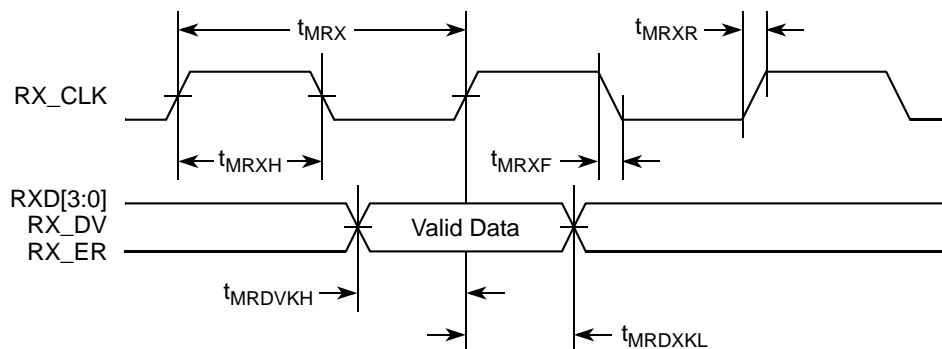 tMRX
tMRXR
RX_CLK
tMRXH
tMRXF
RXD[3:0]
RX_DV
Valid Data
RX_ER
tMRDVKH
tMRDXKL